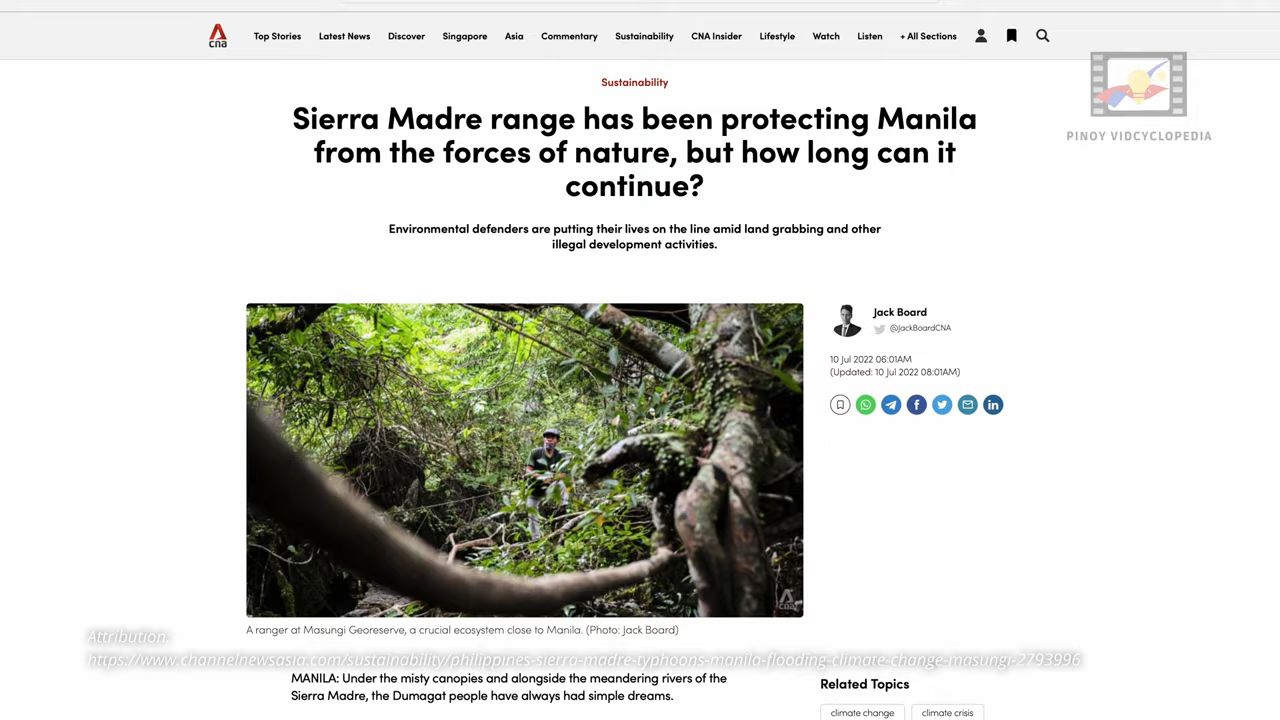 cna
Top Stories Latest News Discover Singapore Asia Commentary Sustainability CNA Insider Lifestyle Watch Listen + All Sections
PINOY VIDCYCLOPEDIA
Sustainability
Sierra Madre range has been protecting Manila
from the forces of nature, but how long can it
continue?
Environmental defenders are putting their lives on the line amid land grabbing and other
illegal development activities.
Jack Board
@JackBoardCNA
10 Jul 2022 06:01AM
(Updated: 10 Jul 2022 08:01AM)
cna
A ranger at Masungi Georeserve, a crucial ecosystem close to Manila. (Photo: Jack Board)
Attribution:
https://www.channelnewsasia.com/sustainability/philippines-sierra-madre-typhoons-manila-flooding-climate-change-masungi-2793996
MANILA: Under the misty canopies and alongside the meandering rivers of the
Sierra Madre, the Dumagat people have always had simple dreams.
Related Topics
climate change climate crisis